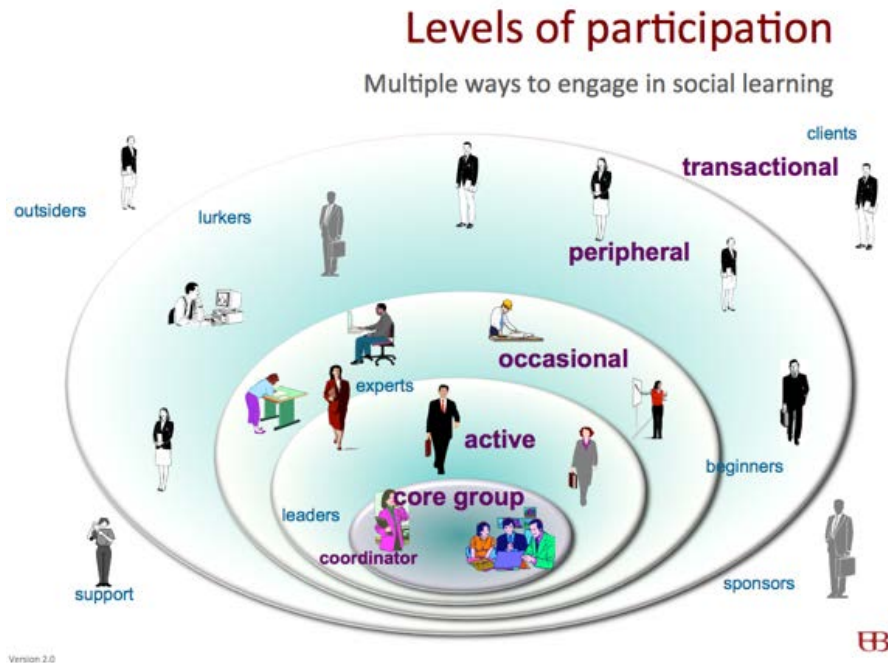 Levels of participation
Multiple ways to engage in social learning
clients
transactional
outsiders
lurkers
peripheral
occasional
experts
active
beginners
core group
leaders
coordinator
sponsors
support
Version 2.0